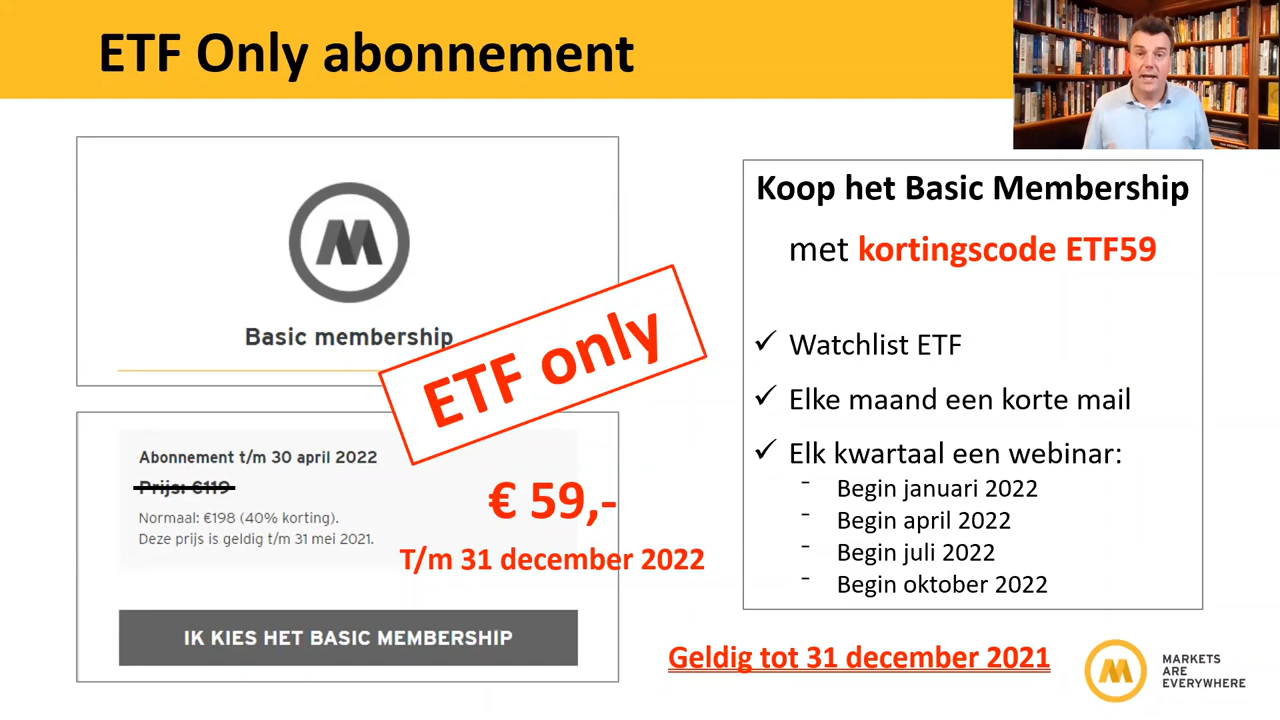 ETF Only abonnement
Basic membership
ETF only
Abonnement t/m 30 april 2022
Prijs: €119
Normaal: €198 (40% korting).
Deze prijs is geldig t/m 31 mei 2021.
€ 59,-
T/m 31 december 2022
IK KIES HET BASIC MEMBERSHIP
Koop het Basic Membership
met kortingscode ETF59
✓ Watchlist ETF
✓ Elke maand een korte mail
✓ Elk kwartaal een webinar:
- Begin januari 2022
- Begin april 2022
- Begin juli 2022
- Begin oktober 2022
Geldig tot 31 december 2021
MARKETS
ARE
EVERYWHERE